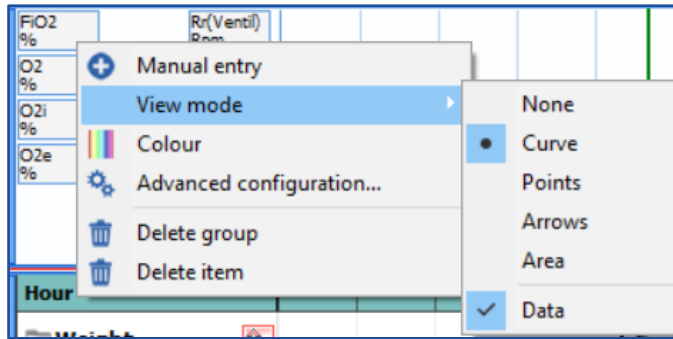 FiO2
%
Rr(Ventil)
Rpm
O2
%
O2i
%
O2e
%
Manual entry
View mode
Colour
Advanced configuration...
Delete group
Delete item
None
Curve
Points
Arrows
Area
Data
Hour
Weight